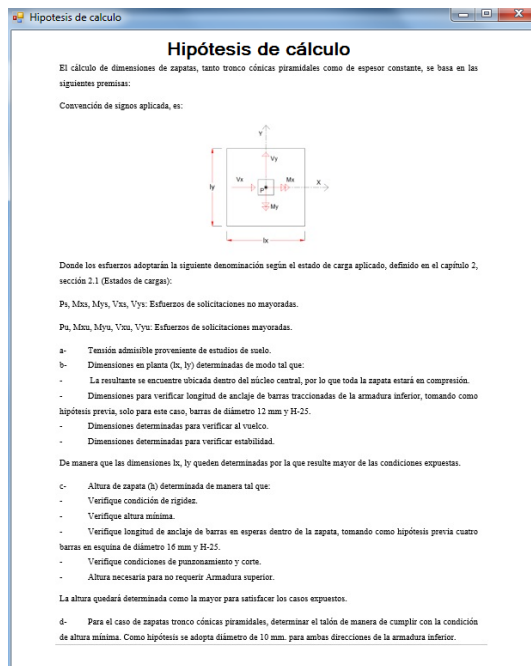 Hipotesis de calculo
Hipótesis de cálculo
El cálculo de dimensiones de zapatas, tanto tronco cónicas piramidales como de espesor constante, se basa en las
siguientes premisas:
Convención de signos aplicada, es:
Y
Vy
ly
Vx
Mx
X
P
My
lx
Donde los esfuerzos adoptarán la siguiente denominación según el estado de carga aplicado, definido en el capítulo 2,
sección 2.1 (Estados de cargas):
Ps, Mxs, Mys, Vxs, Vys: Esfuerzos de solicitaciones no mayoradas.
Pu, Mxu, Myu, Vxu, Vyu: Esfuerzos de solicitaciones mayoradas.
a- Tensión admisible proveniente de estudios de suelo.
b- Dimensiones en planta (lx, ly) determinadas de modo tal que:
- La resultante se encuentre ubicada dentro del núcleo central, por lo que toda la zapata estará en compresión.
- Dimensiones para verificar longitud de anclaje de barras traccionadas de la armadura inferior, tomando como
hipótesis previa, solo para este caso, barras de diámetro 12 mm y H-25.
- Dimensiones determinadas para verificar al vuelco.
- Dimensiones determinadas para verificar estabilidad.
De manera que las dimensiones lx, ly queden determinadas por la que resulte mayor de las condiciones expuestas.
c- Altura de zapata (h) determinada de manera tal que:
- Verifique condición de rigidez.
- Verifique altura mínima.
- Verifique longitud de anclaje de barras en esperas dentro de la zapata, tomando como hipótesis previa cuatro
barras en esquina de diámetro 16 mm y H-25.
- Verifique condiciones de punzonamiento y corte.
- Altura necesaria para no requerir Armadura superior.
La altura quedará determinada como la mayor para satisfacer los casos expuestos.
d- Para el caso de zapatas tronco cónicas piramidales, determinar el talón de manera de cumplir con la condición
de altura mínima. Como hipótesis se adopta diámetro de 10 mm. para ambas direcciones de la armadura inferior.